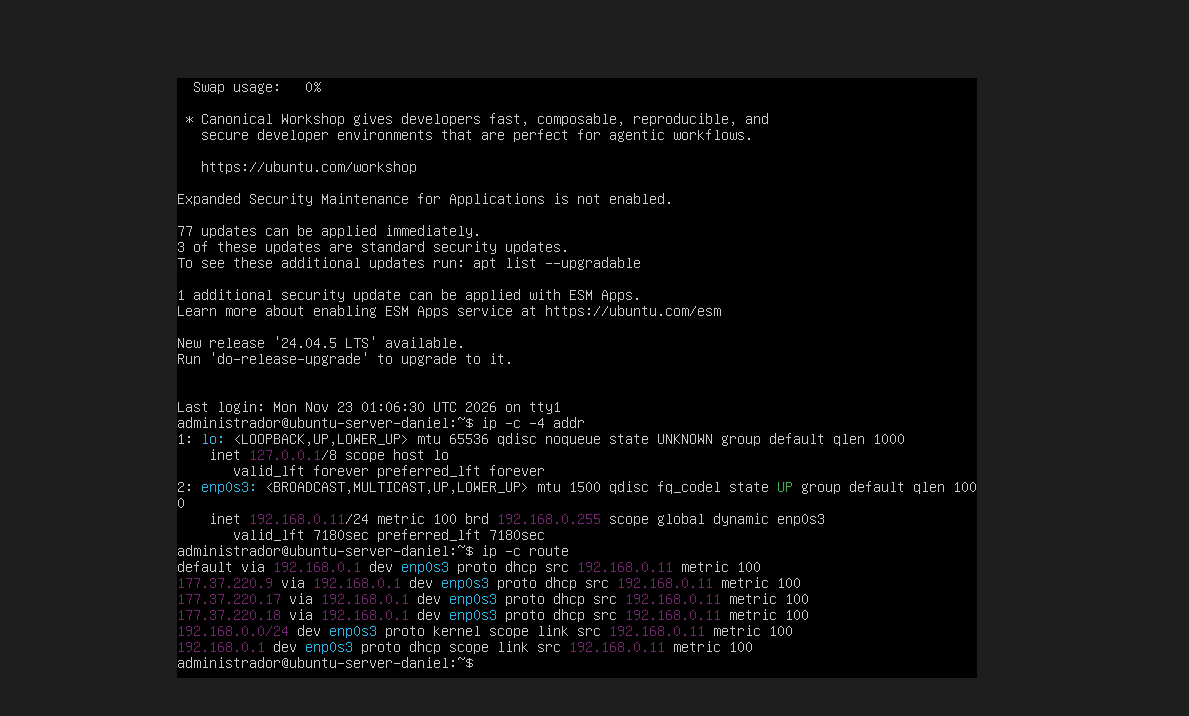 Swap usage:   0%
* Canonical Workshop gives developers fast, composable, reproducible, and
secure developer environments that are perfect for agentic workflows.
https://ubuntu.com/workshop
Expanded Security Maintenance for Applications is not enabled.
77 updates can be applied immediately.
3 of these updates are standard security updates.
To see these additional updates run: apt list --upgradable
1 additional security update can be applied with ESM Apps.
Learn more about enabling ESM Apps service at https://ubuntu.com/esm
New release '24.04.5 LTS' available.
Run 'do-release-upgrade' to upgrade to it.
Last login: Mon Nov 23 01:06:30 UTC 2026 on tty1
administrador@ubuntu-server-daniel:~$ ip -c -4 addr
1: lo: <LOOPBACK,UP,LOWER_UP> mtu 65536 qdisc noqueue state UNKNOWN group default qlen 1000
inet 127.0.0.1/8 scope host lo
valid_lft forever preferred_lft forever
2: enp0s3: <BROADCAST,MULTICAST,UP,LOWER_UP> mtu 1500 qdisc fq_codel state UP group default qlen 100
0
inet 192.168.0.11/24 metric 100 brd 192.168.0.255 scope global dynamic enp0s3
valid_lft 7180sec preferred_lft 7180sec
administrador@ubuntu-server-daniel:~$ ip -c route
default via 192.168.0.1 dev enp0s3 proto dhcp src 192.168.0.11 metric 100
177.37.220.9 via 192.168.0.1 dev enp0s3 proto dhcp src 192.168.0.11 metric 100
177.37.220.17 via 192.168.0.1 dev enp0s3 proto dhcp src 192.168.0.11 metric 100
177.37.220.18 via 192.168.0.1 dev enp0s3 proto dhcp src 192.168.0.11 metric 100
192.168.0.0/24 dev enp0s3 proto kernel scope link src 192.168.0.11 metric 100
192.168.0.1 dev enp0s3 proto dhcp scope link src 192.168.0.11 metric 100
administrador@ubuntu-server-daniel:~$